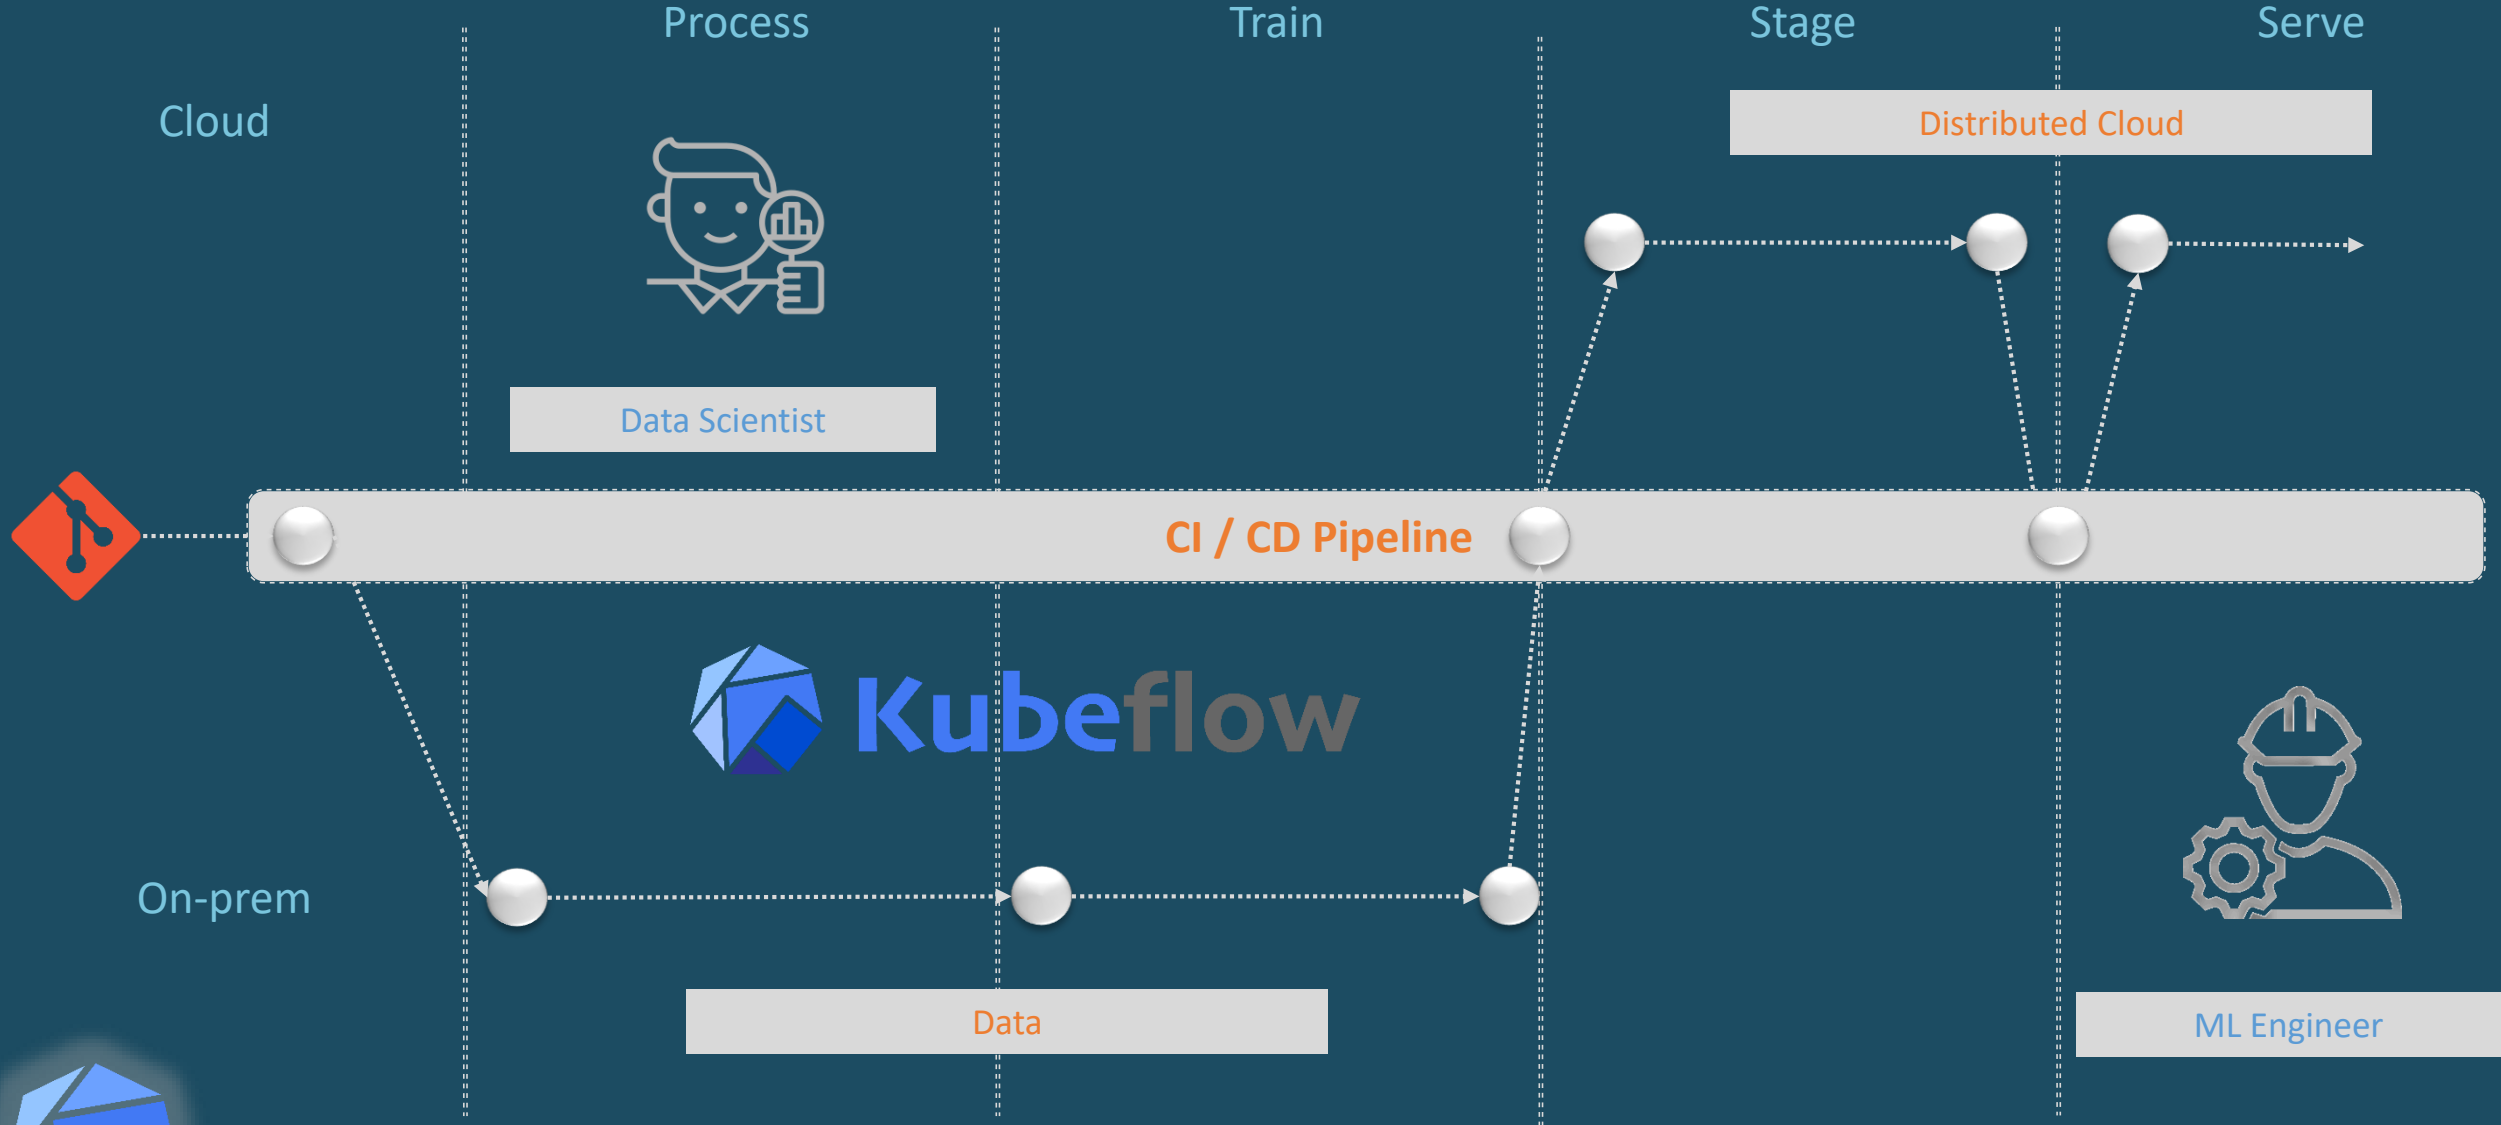 Process
Train
Stage
Serve
Cloud
Distributed Cloud
Data Scientist
CI / CD Pipeline
Kubeflow
On-prem
Data
ML Engineer